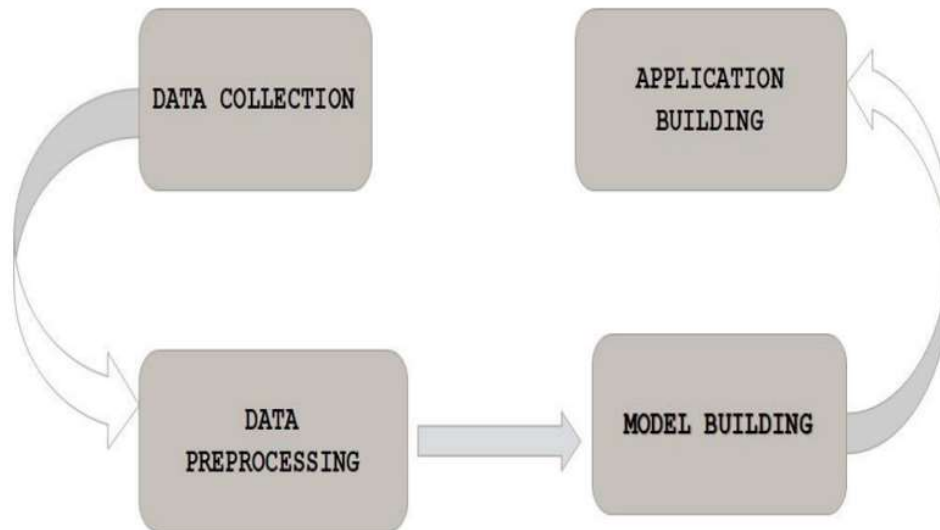 DATA COLLECTION
APPLICATION
BUILDING
DATA
PREPROCESSING
MODEL BUILDING